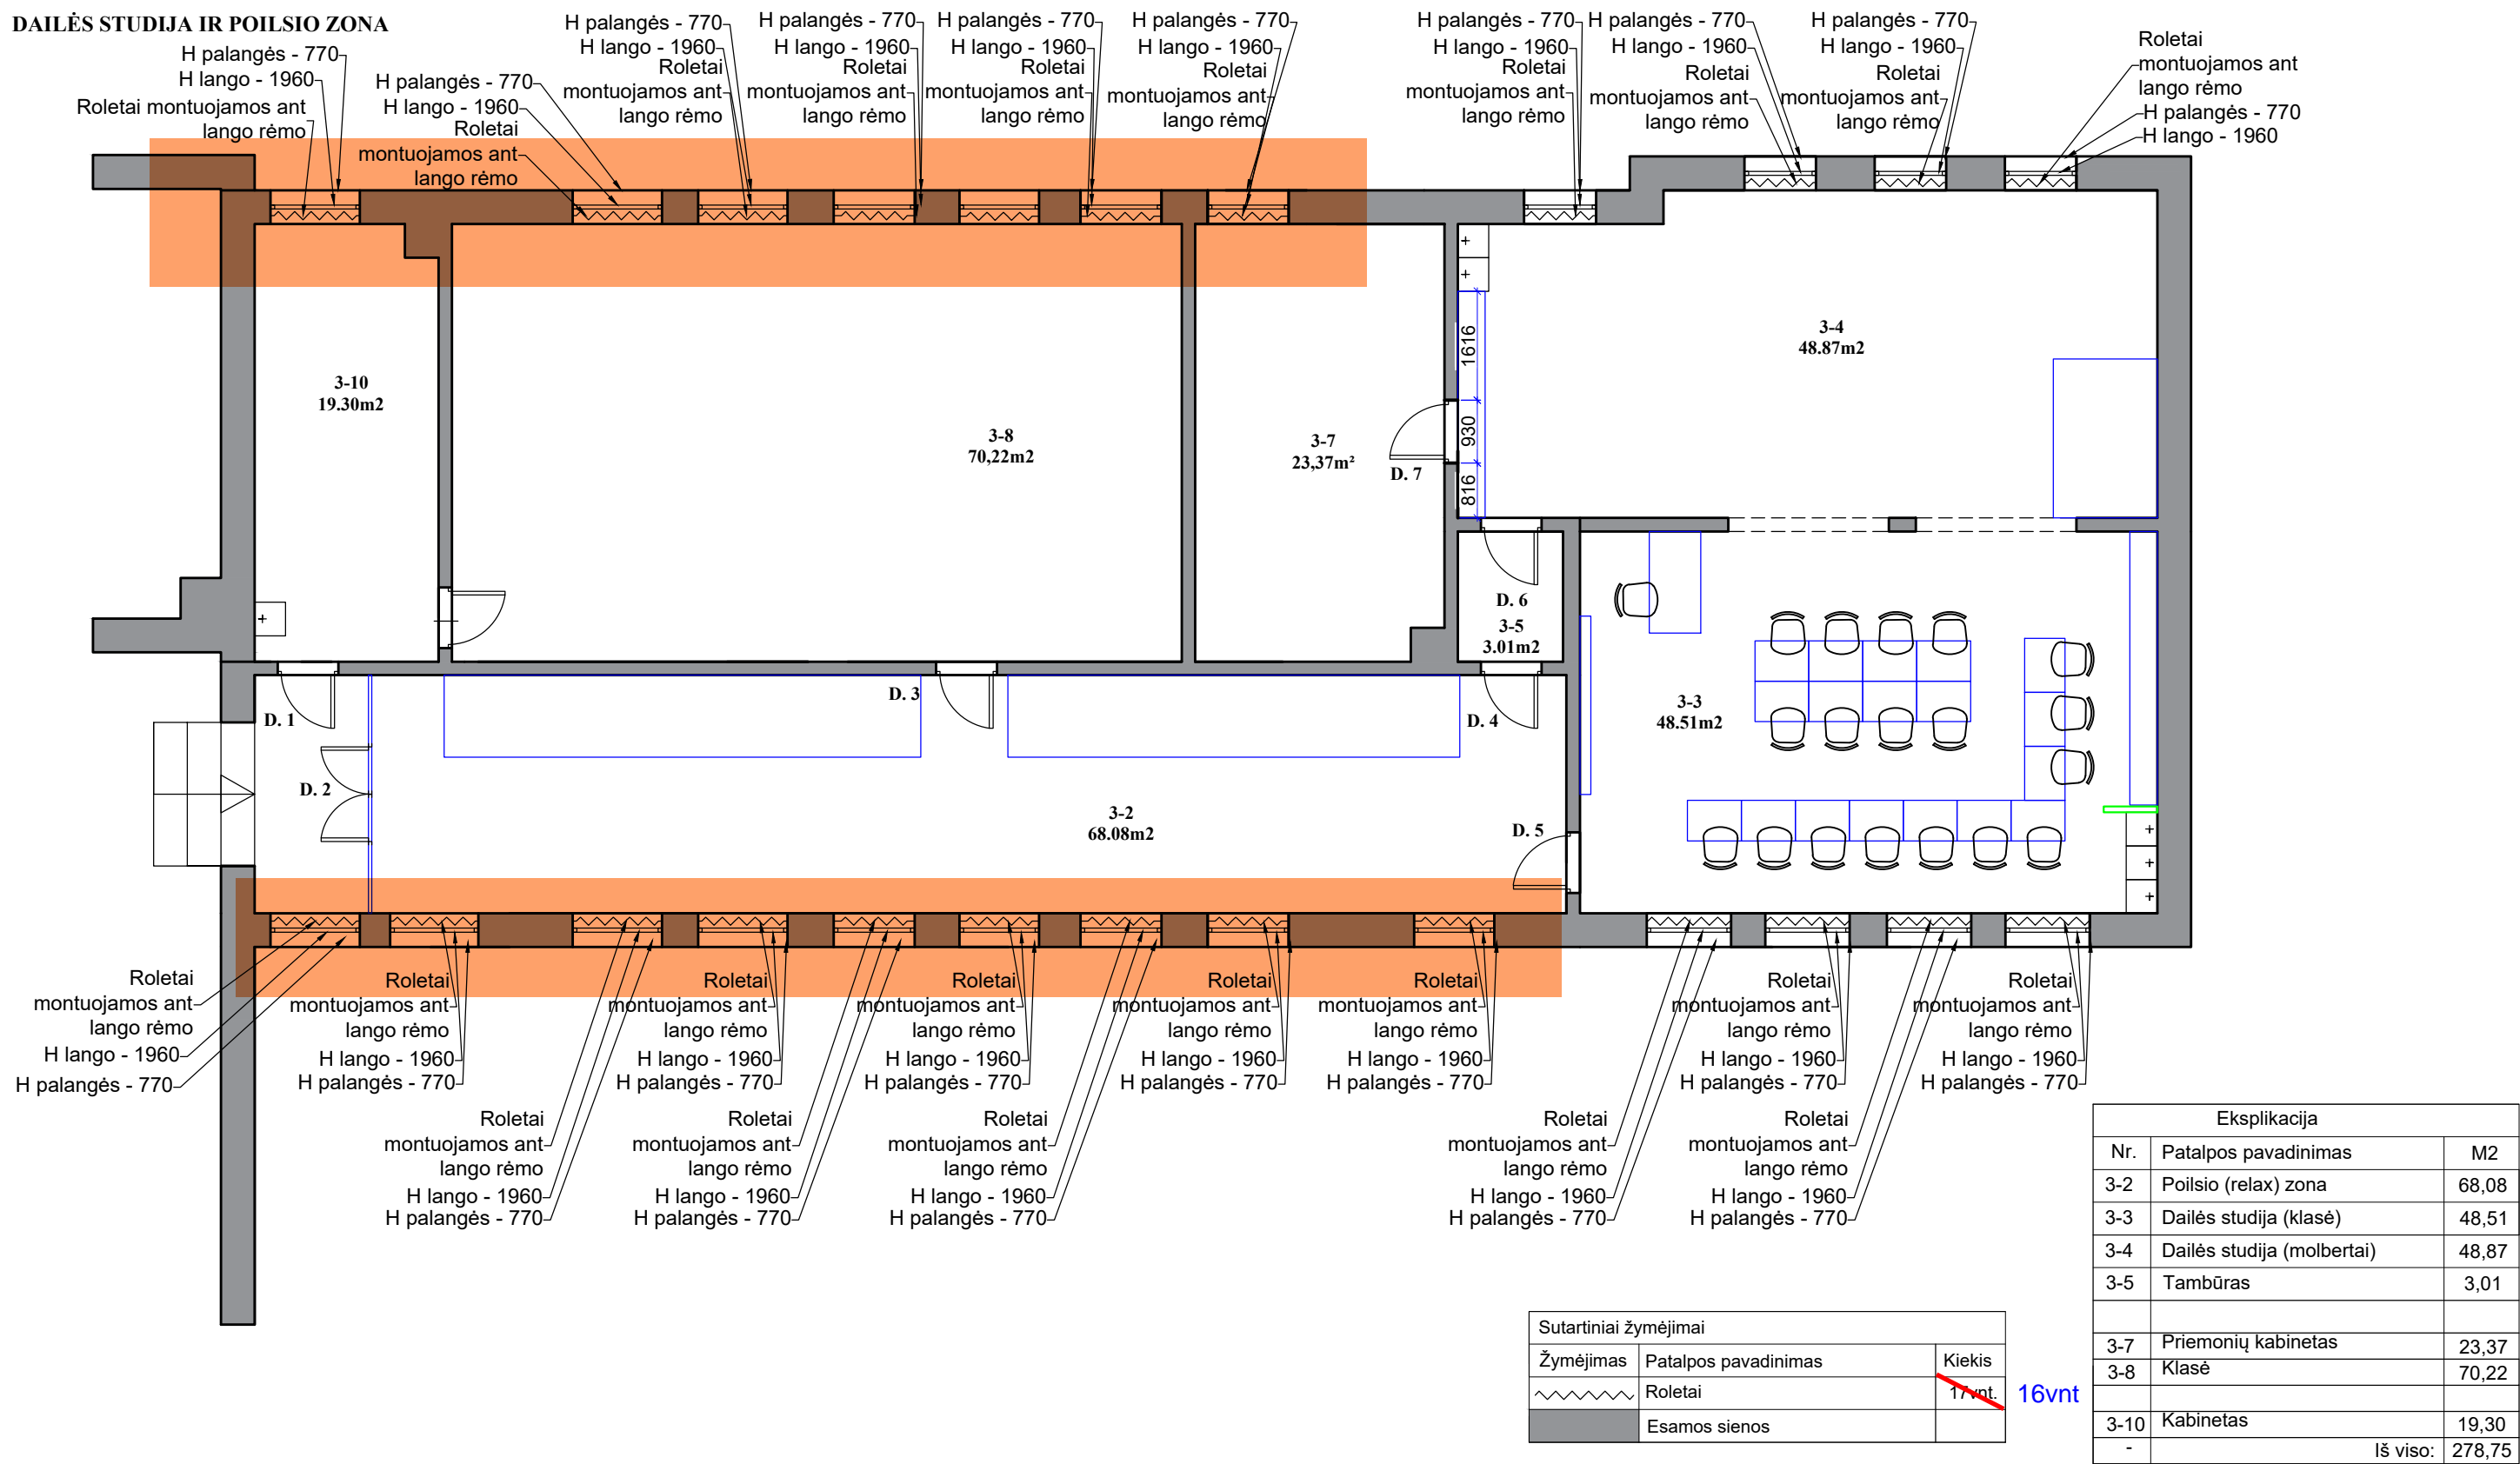 DAILĖS STUDIJA IR POILSIO ZONA
H palangės - 770
H lango - 1960
Roletai montuojamos ant
lango rėmo
H palangės - 770
H lango - 1960
Roletai
montuojamos ant
lango rėmo
H palangės - 770
H lango - 1960
Roletai
montuojamos ant
lango rėmo
H palangės - 770
H lango - 1960
Roletai
montuojamos ant
lango rėmo
H palangės - 770
H lango - 1960
Roletai
montuojamos ant
lango rėmo
H palangės - 770
H lango - 1960
Roletai
montuojamos ant
lango rėmo
H palangės - 770
H lango - 1960
Roletai
montuojamos ant
lango rėmo
H palangės - 770
H lango - 1960
Roletai
montuojamos ant
lango rėmo
H palangės - 770
H lango - 1960
Roletai
montuojamos ant
lango rėmo
Roletai
montuojamos ant
lango rėmo
H palangės - 770
H lango - 1960
3-10
19.30m2
3-8
70,22m2
3-7
23,37m²
D. 7
1616
930
816
3-4
48.87m2
D. 6
3-5
3.01m2
D. 1
D. 2
D. 3
D. 4
D. 5
3-2
68.08m2
3-3
48.51m2
Roletai
montuojamos ant
lango rėmo
H lango - 1960
H palangės - 770
Roletai
montuojamos ant
lango rėmo
H lango - 1960
H palangės - 770
Roletai
montuojamos ant
lango rėmo
H lango - 1960
H palangės - 770
Roletai
montuojamos ant
lango rėmo
H lango - 1960
H palangės - 770
Roletai
montuojamos ant
lango rėmo
H lango - 1960
H palangės - 770
Roletai
montuojamos ant
lango rėmo
H lango - 1960
H palangės - 770
Roletai
montuojamos ant
lango rėmo
H lango - 1960
H palangės - 770
Roletai
montuojamos ant
lango rėmo
H lango - 1960
H palangės - 770
Roletai
montuojamos ant
lango rėmo
H lango - 1960
H palangės - 770
Roletai
montuojamos ant
lango rėmo
H lango - 1960
H palangės - 770
Roletai
montuojamos ant
lango rėmo
H lango - 1960
H palangės - 770
Roletai
montuojamos ant
lango rėmo
H lango - 1960
H palangės - 770
Roletai
montuojamos ant
lango rėmo
H lango - 1960
H palangės - 770
Sutartiniai žymėjimai
Žymėjimas Patalpos pavadinimas Kiekis
Roletai 17vnt.
16vnt
Esamos sienos
Eksplikacija
Nr. Patalpos pavadinimas M2
3-2 Poilsio (relax) zona 68,08
3-3 Dailės studija (klasė) 48,51
3-4 Dailės studija (molbertai) 48,87
3-5 Tambūras 3,01
3-7 Priemonių kabinetas 23,37
3-8 Klasė 70,22
3-10 Kabinetas 19,30
- Iš viso: 278,75